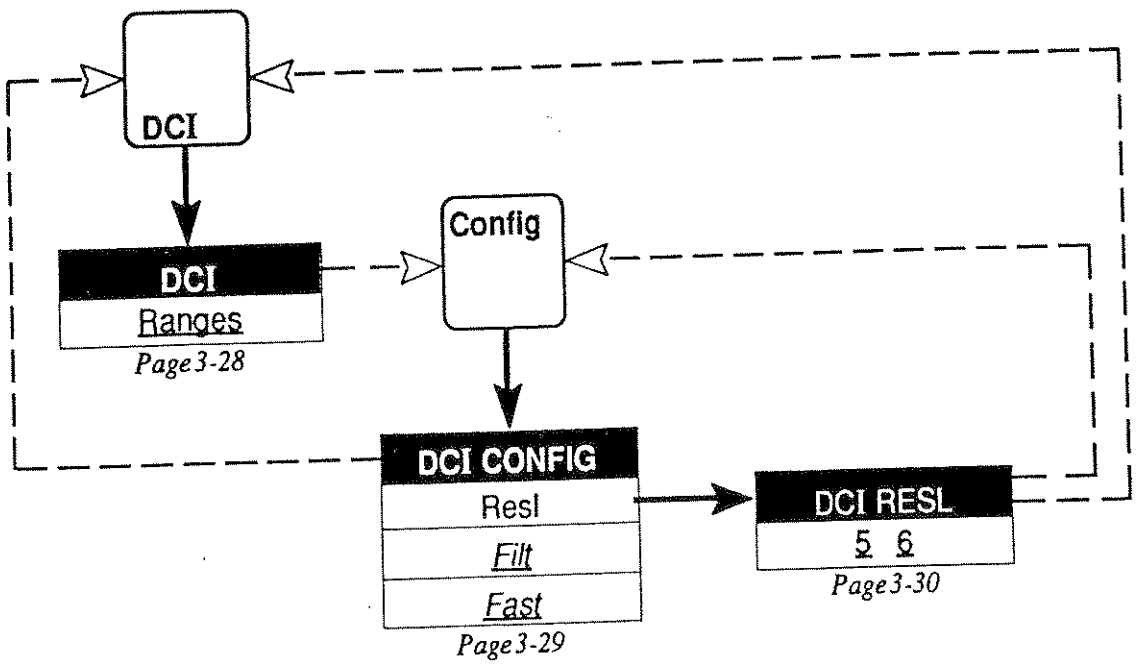 DCI
Config
DCI
Ranges
Page 3-28
DCI CONFIG
Resl
Filt
Fast
Page 3-29
DCI RESL
5 6
Page 3-30